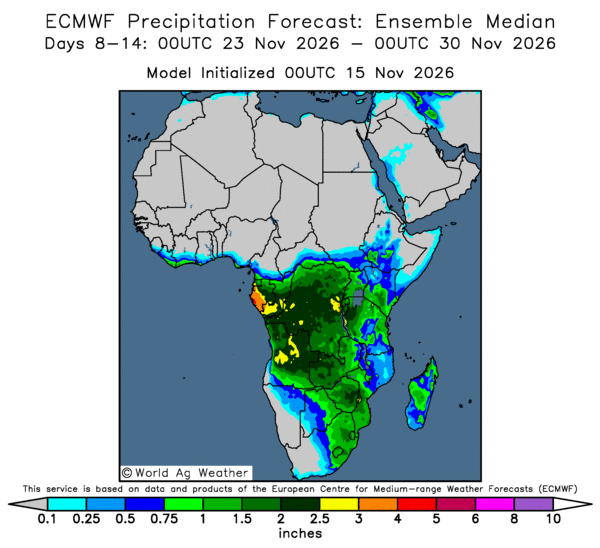 ECMWF Precipitation Forecast: Ensemble Median
Days 8-14: 00UTC 23 Nov 2026 - 00UTC 30 Nov 2026
Model Initialized 00UTC 15 Nov 2026
© World Ag Weather
This service is based on data and products of the European Centre for Medium-range Weather Forecasts (ECMWF)
0.1 0.25 0.5 0.75 1 1.5 2 2.5 3 4 5 6 8 10
inches